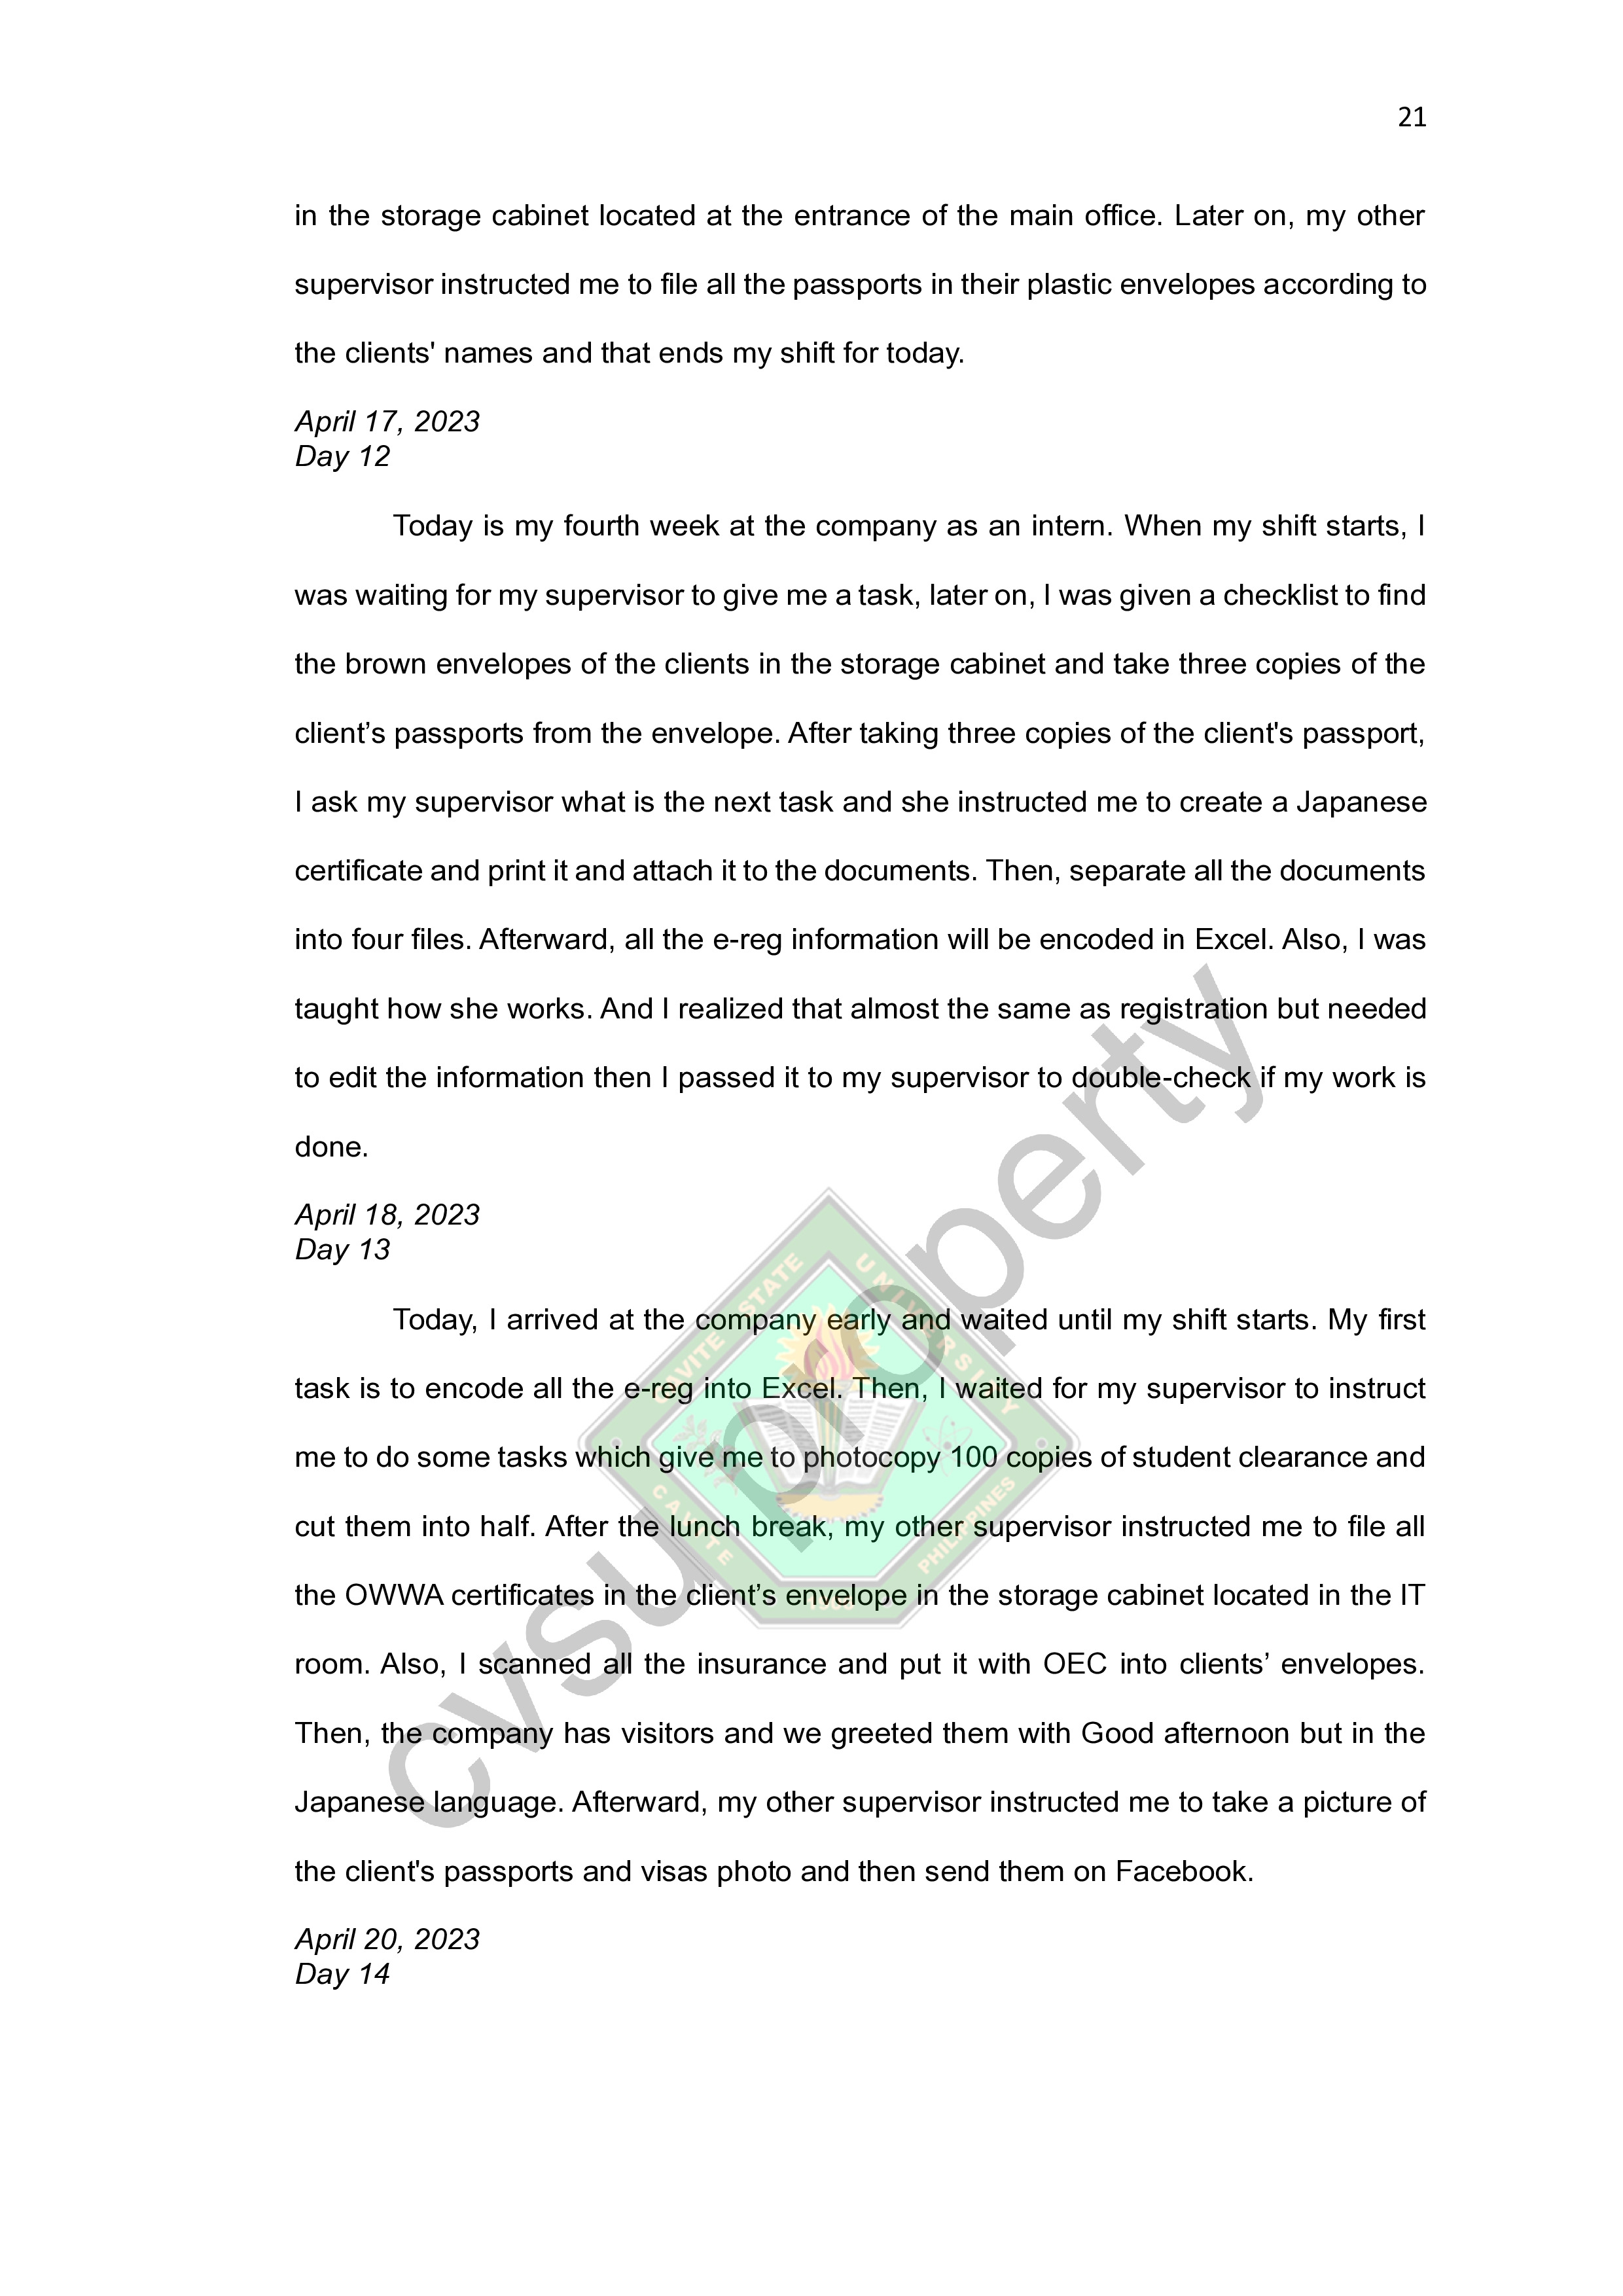 21
in the storage cabinet located at the entrance of the main office. Later on, my other
supervisor instructed me to file all the passports in their plastic envelopes according to
the clients' names and that ends my shift for today.
April 17, 2023
Day 12
Today is my fourth week at the company as an intern. When my shift starts, I
was waiting for my supervisor to give me a task, later on, I was given a checklist to find
the brown envelopes of the clients in the storage cabinet and take three copies of the
client’s passports from the envelope. After taking three copies of the client's passport,
I ask my supervisor what is the next task and she instructed me to create a Japanese
certificate and print it and attach it to the documents. Then, separate all the documents
into four files. Afterward, all the e-reg information will be encoded in Excel. Also, I was
taught how she works. And I realized that almost the same as registration but needed
to edit the information then I passed it to my supervisor to double-check if my work is
done.
April 18, 2023
Day 13
Today, I arrived at the company early and waited until my shift starts. My first
task is to encode all the e-reg into Excel. Then, I waited for my supervisor to instruct
me to do some tasks which give me to photocopy 100 copies of student clearance and
cut them into half. After the lunch break, my other supervisor instructed me to file all
the OWWA certificates in the client’s envelope in the storage cabinet located in the IT
room. Also, I scanned all the insurance and put it with OEC into clients’ envelopes.
Then, the company has visitors and we greeted them with Good afternoon but in the
Japanese language. Afterward, my other supervisor instructed me to take a picture of
the client's passports and visas photo and then send them on Facebook.
April 20, 2023
Day 14
cvsu property
CAVITE STATE UNIVERSITY
CAVITE
PHILIPPINES